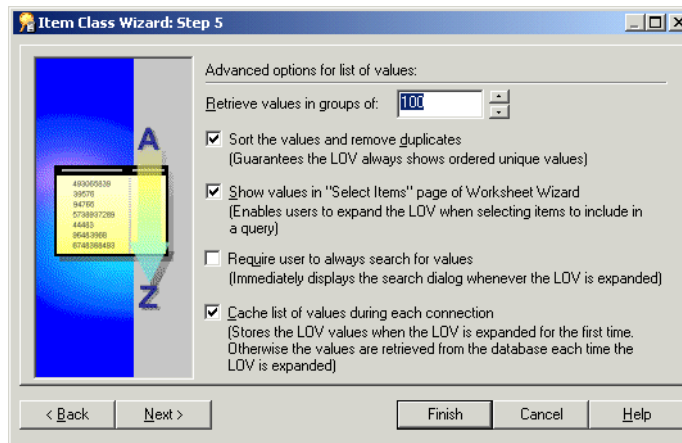 Item Class Wizard: Step 5
Advanced options for list of values:
Retrieve values in groups of: 100
Sort the values and remove duplicates
(Guarantees the LOV always shows ordered unique values)
Show values in "Select Items" page of Worksheet Wizard
(Enables users to expand the LOV when selecting items to include in
a query)
Require user to always search for values
(Immediately displays the search dialog whenever the LOV is expanded)
Cache list of values during each connection
(Stores the LOV values when the LOV is expanded for the first time.
Otherwise the values are retrieved from the database each time the
LOV is expanded)
A
39576
94766
44483
Z
< Back Next > Finish Cancel Help